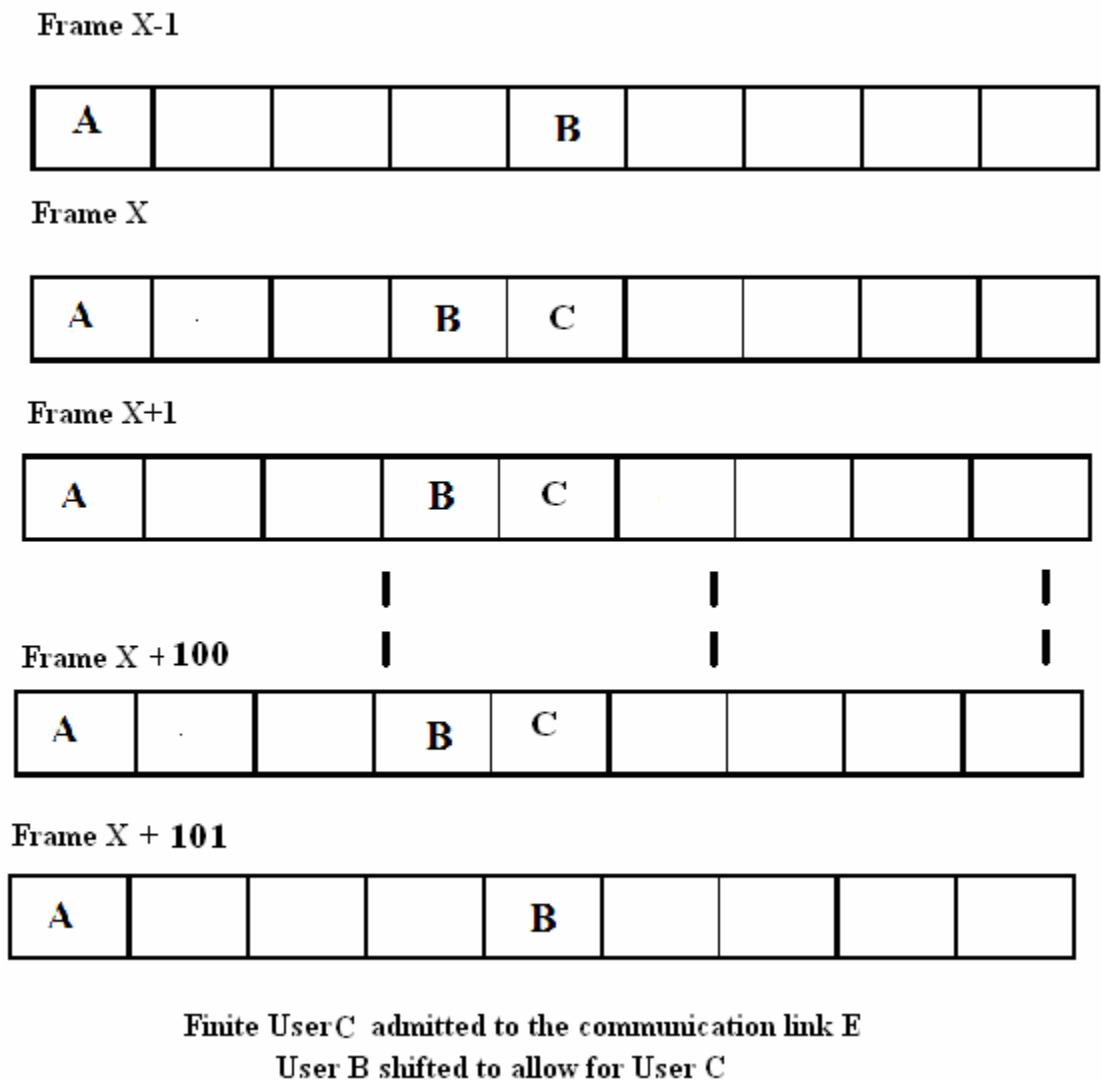 Frame X-1
A B
Frame X
A B C
Frame X+1
A B C
Frame X + 100
A B C
Frame X + 101
A B
Finite User C admitted to the communication link E
User B shifted to allow for User C